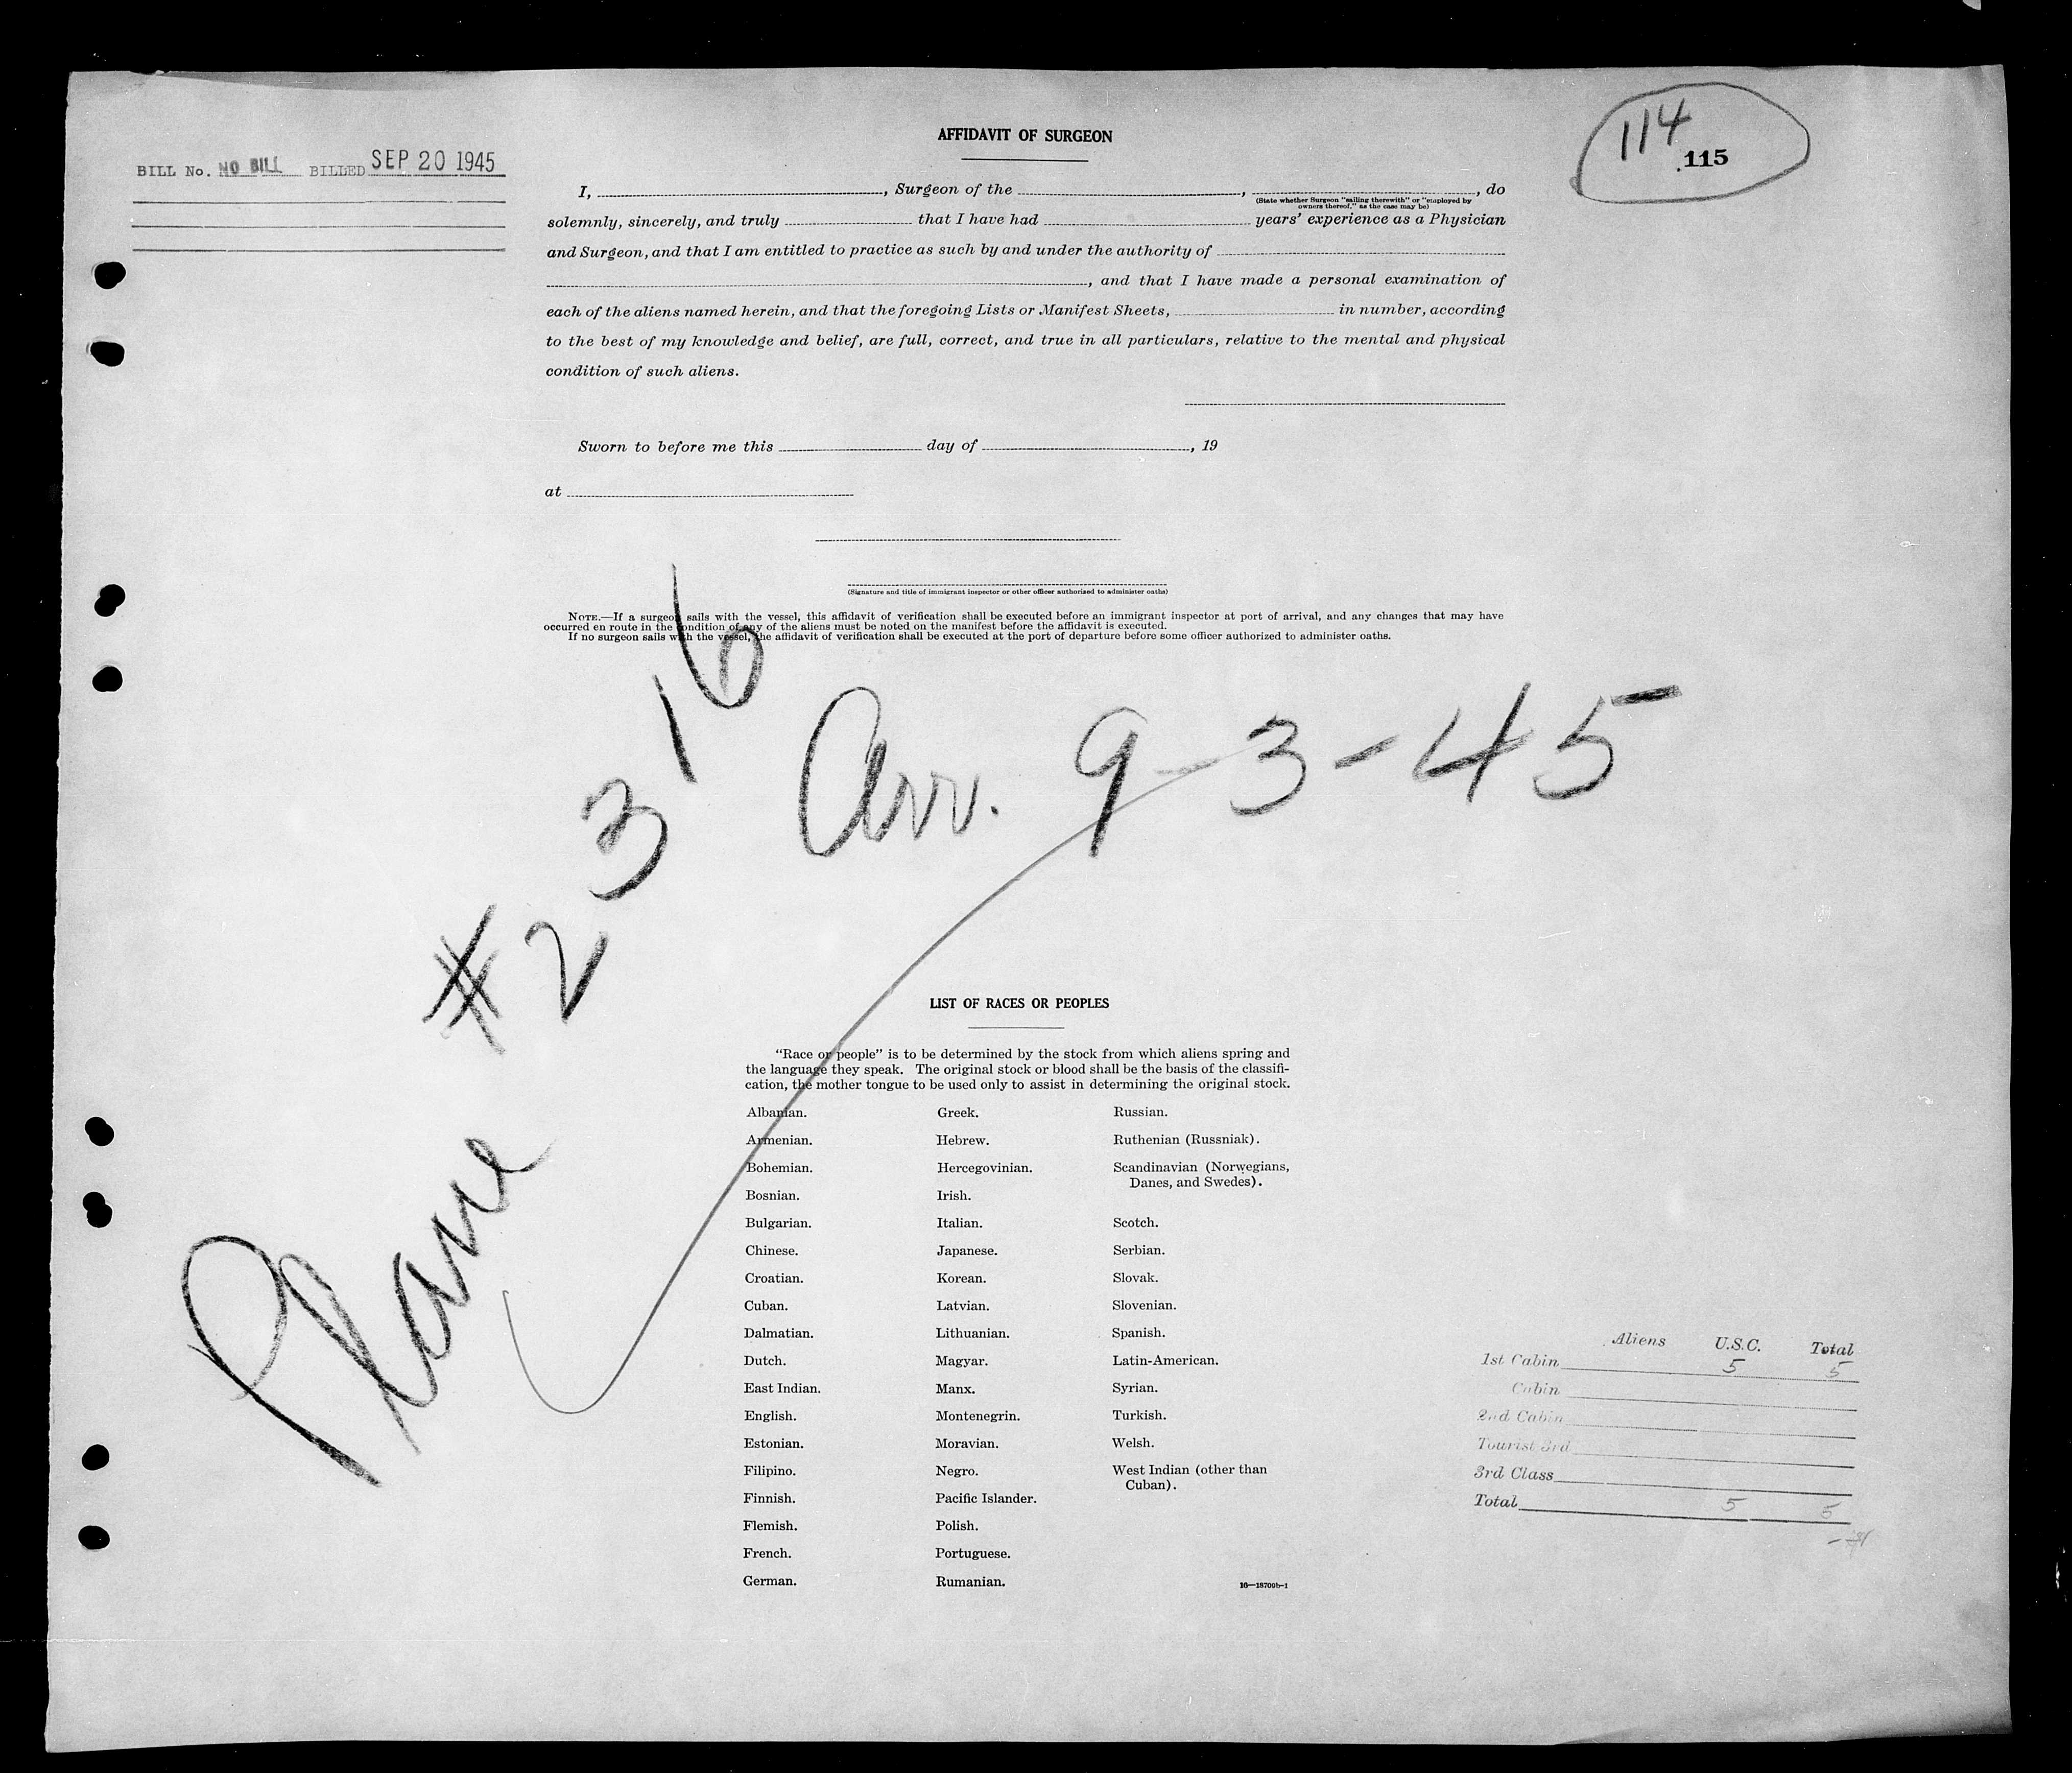 AFFIDAVIT OF SURGEON
114
115
BILL No. NO BILL BILLED SEP 20 1945
I, , Surgeon of the , , do
(State whether Surgeon "sailing therewith" or "employed by
owners thereof," as the case may be)
solemnly, sincerely, and truly that I have had years' experience as a Physician
and Surgeon, and that I am entitled to practice as such by and under the authority of
, and that I have made a personal examination of
each of the aliens named herein, and that the foregoing Lists or Manifest Sheets, in number, according
to the best of my knowledge and belief, are full, correct, and true in all particulars, relative to the mental and physical
condition of such aliens.
Sworn to before me this day of , 19
at
(Signature and title of immigrant inspector or other officer authorized to administer oaths)
NOTE.—If a surgeon sails with the vessel, this affidavit of verification shall be executed before an immigrant inspector at port of arrival, and any changes that may have
occurred en route in the condition of any of the aliens must be noted on the manifest before the affidavit is executed.
If no surgeon sails with the vessel, the affidavit of verification shall be executed at the port of departure before some officer authorized to administer oaths.
Plane # 2316
Arr. 9-3-45
LIST OF RACES OR PEOPLES
"Race or people" is to be determined by the stock from which aliens spring and
the language they speak. The original stock or blood shall be the basis of the classifi-
cation, the mother tongue to be used only to assist in determining the original stock.
Albanian.
Armenian.
Bohemian.
Bosnian.
Bulgarian.
Chinese.
Croatian.
Cuban.
Dalmatian.
Dutch.
East Indian.
English.
Estonian.
Filipino.
Finnish.
Flemish.
French.
German.
Greek.
Hebrew.
Hercegovinian.
Irish.
Italian.
Japanese.
Korean.
Latvian.
Lithuanian.
Magyar.
Manx.
Montenegrin.
Moravian.
Negro.
Pacific Islander.
Polish.
Portuguese.
Rumanian.
Russian.
Ruthenian (Russniak).
Scandinavian (Norwegians,
Danes, and Swedes).
Scotch.
Serbian.
Slovak.
Slovenian.
Spanish.
Latin-American.
Syrian.
Turkish.
Welsh.
West Indian (other than
Cuban).
16—18709b-1
Aliens U.S.C. Total
1st Cabin 5 5
Cabin
2nd Cabin
Tourist 3rd
3rd Class
Total 5 5